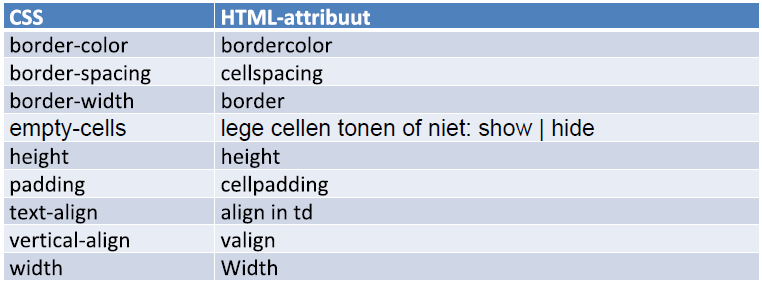 CSS HTML-attribuut
border-color bordercolor
border-spacing cellspacing
border-width border
empty-cells lege cellen tonen of niet: show | hide
height height
padding cellpadding
text-align align in td
vertical-align valign
width Width